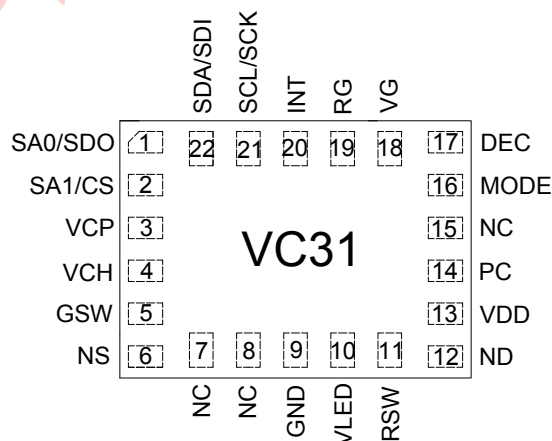 SDA/SDI
SCL/SCK
INT
RG
VG
22
21
20
19
18
SA0/SDO 1
SA1/CS 2
VCP 3
VCH 4
GSW 5
NS 6
VC31
17 DEC
16 MODE
15 NC
14 PC
13 VDD
12 ND
7
8
9
10
11
NC
NC
GND
VLED
RSW